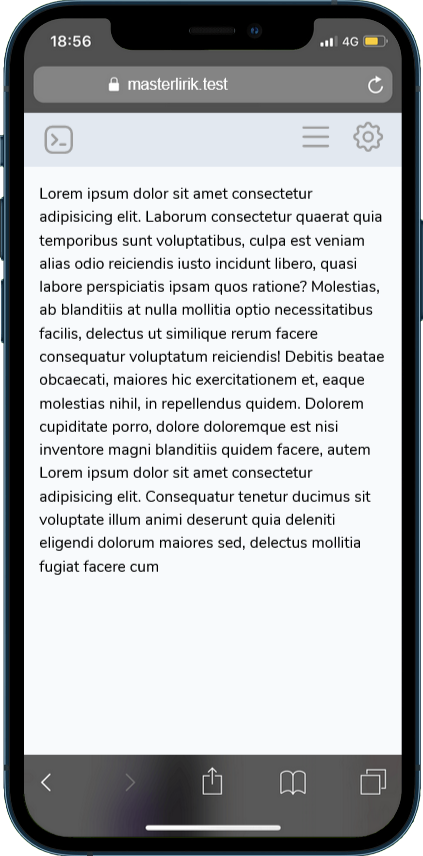 18:56
4G
masterlirik.test
Lorem ipsum dolor sit amet consectetur
adipisicing elit. Laborum consectetur quaerat quia
temporibus sunt voluptatibus, culpa est veniam
alias odio reiciendis iusto incidunt libero, quasi
labore perspiciatis ipsam quos ratione? Molestias,
ab blanditiis at nulla mollitia optio necessitatibus
facilis, delectus ut similique rerum facere
consequatur voluptatum reiciendis! Debitis beatae
obcaecati, maiores hic exercitationem et, eaque
molestias nihil, in repellendus quidem. Dolorem
cupiditate porro, dolore doloremque est nisi
inventore magni blanditiis quidem facere, autem
Lorem ipsum dolor sit amet consectetur
adipisicing elit. Consequatur tenetur ducimus sit
voluptate illum animi deserunt quia deleniti
eligendi dolorum maiores sed, delectus mollitia
fugiat facere cum